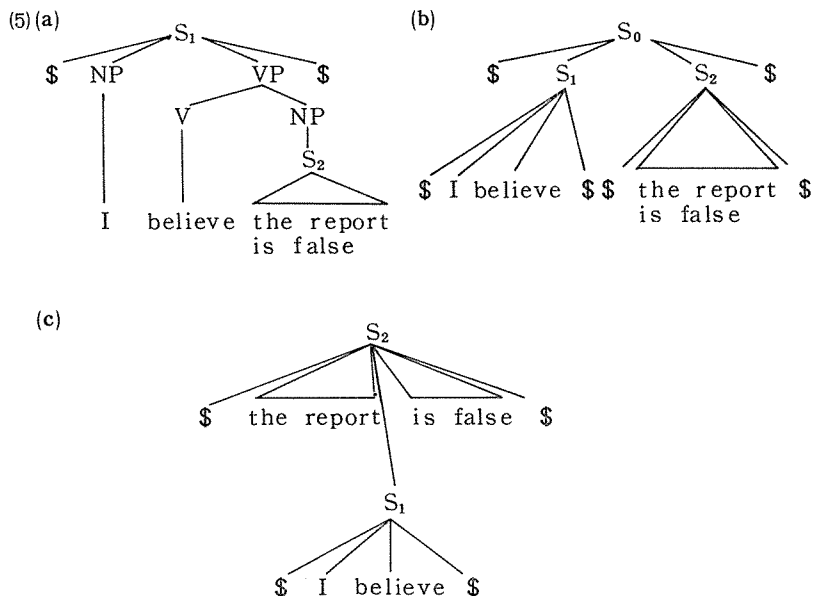 (5) (a) (b)
S₁ S₀
$ NP VP $ $ S₁ S₂ $
V NP
S₂
$ I believe $ $ the report $
is false
I believe the report
is false
(c)
S₂
$ the report is false $
S₁
$ I believe $